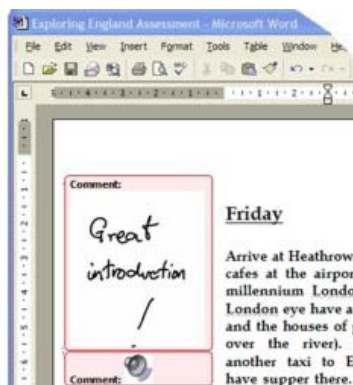 Exploring England Assessment - Microsoft Word
File Edit View Insert Format Tools Table Window
Comment:
Great
introduction
!
Comment:
Friday
Arrive at Heathrow
cafes at the airpor
millennium Londo
London eye have a
and the houses of
over the river).
another taxi to E
have supper there.